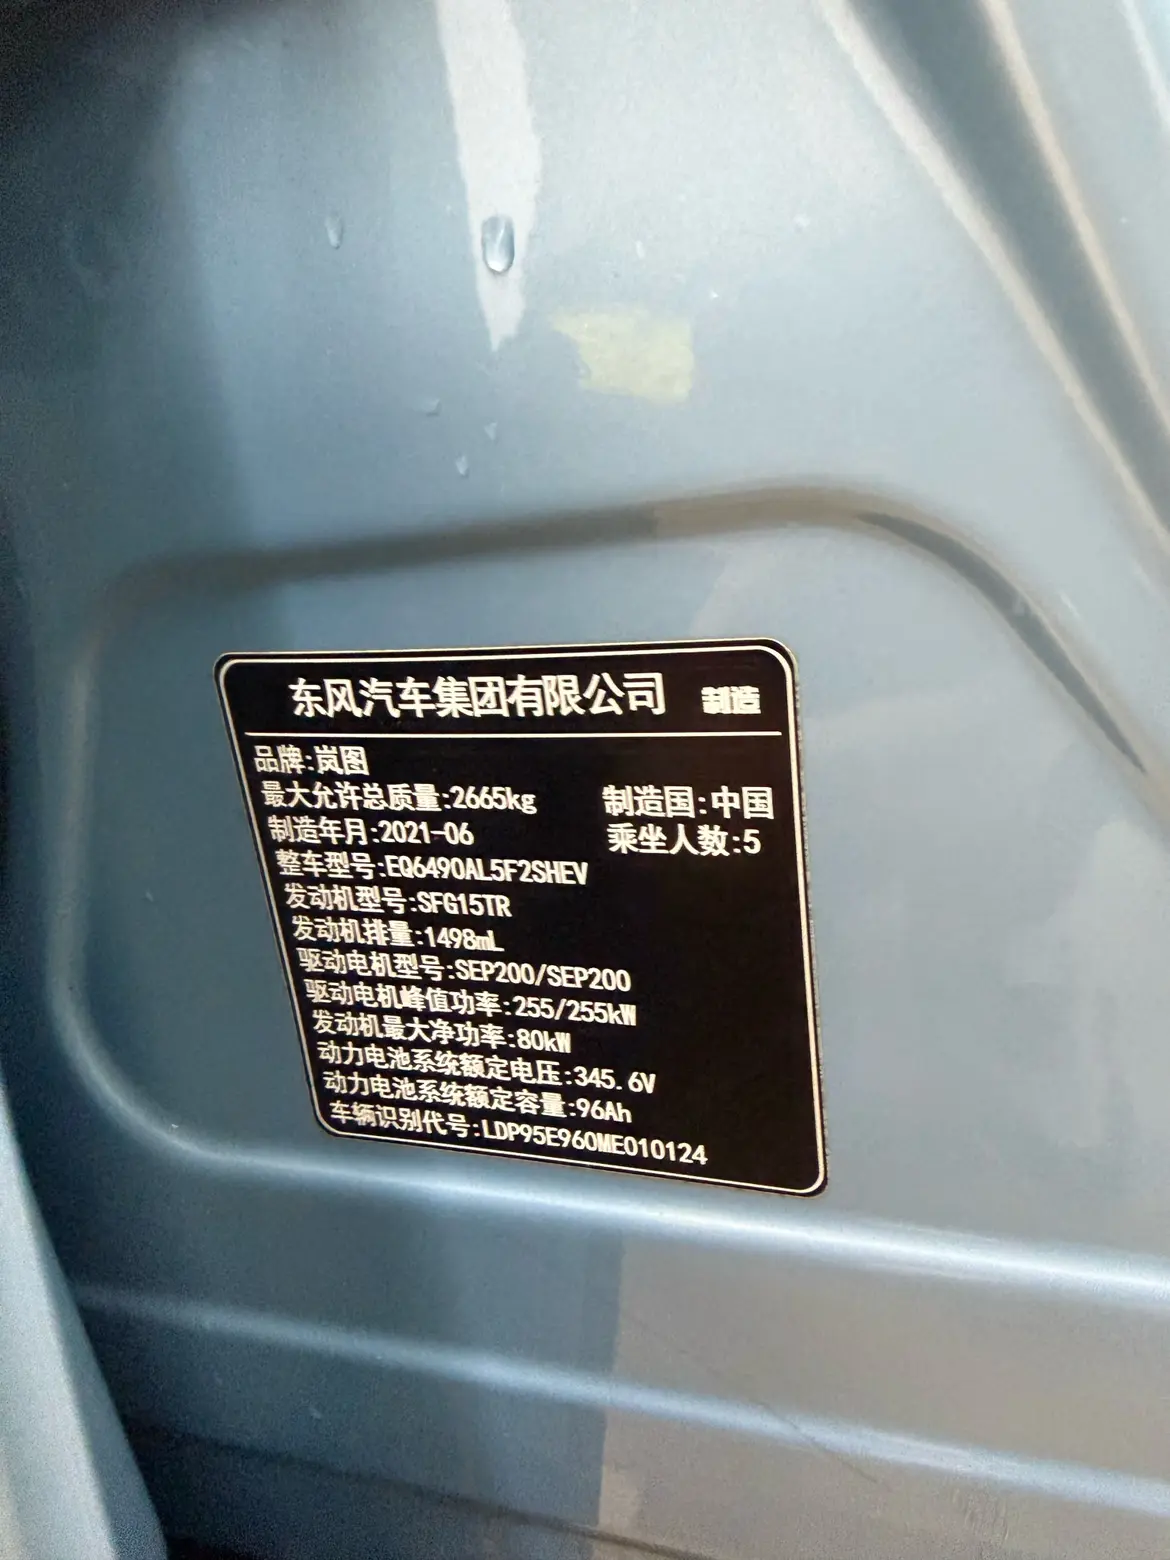 东风汽车集团有限公司 制造
品牌:岚图
最大允许总质量:2665kg 制造国:中国
制造年月:2021-06 乘坐人数:5
整车型号:EQ6490AL5F2SHEV
发动机型号:SFG15TR
发动机排量:1498mL
驱动电机型号:SEP200/SEP200
驱动电机峰值功率:255/255kW
发动机最大净功率:80kW
动力电池系统额定电压:345.6V
动力电池系统额定容量:96Ah
车辆识别代号:LDP95E960ME010124